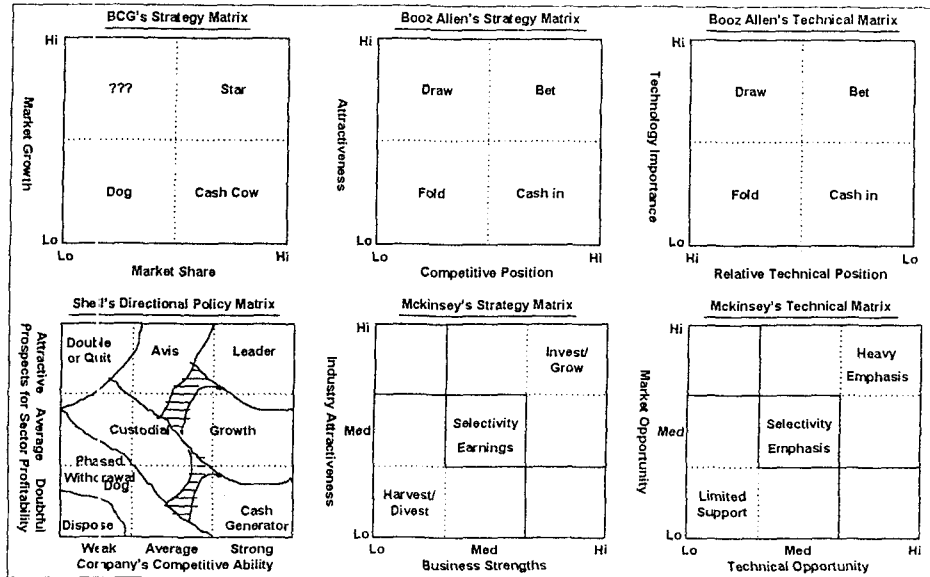 BCG's Strategy Matrix
Hi
???
Star
Market Growth
Dog
Cash Cow
Lo
Lo
Hi
Market Share
Booz Allen's Strategy Matrix
Hi
Draw
Bet
Attractiveness
Fold
Cash in
Lo
Lo
Hi
Competitive Position
Booz Allen's Technical Matrix
Hi
Draw
Bet
Technology Importance
Fold
Cash in
Lo
Hi
Lo
Relative Technical Position
Shell's Directional Policy Matrix
Double
or Quit
Avis
Leader
Attractive Average Doubtful
Prospects for Sector Profitability
Custodial
Growth
Phased
Withdrawal
Dog
Dispose
Cash
Generator
Weak
Average
Strong
Company's Competitive Ability
Mckinsey's Strategy Matrix
Hi
Invest/
Grow
Industry Attractiveness
Med
Selectivity
Earnings
Harvest/
Divest
Lo
Lo
Med
Hi
Business Strengths
Mckinsey's Technical Matrix
Hi
Heavy
Emphasis
Market Opportunity
Med
Selectivity
Emphasis
Limited
Support
Lo
Lo
Med
Hi
Technical Opportunity